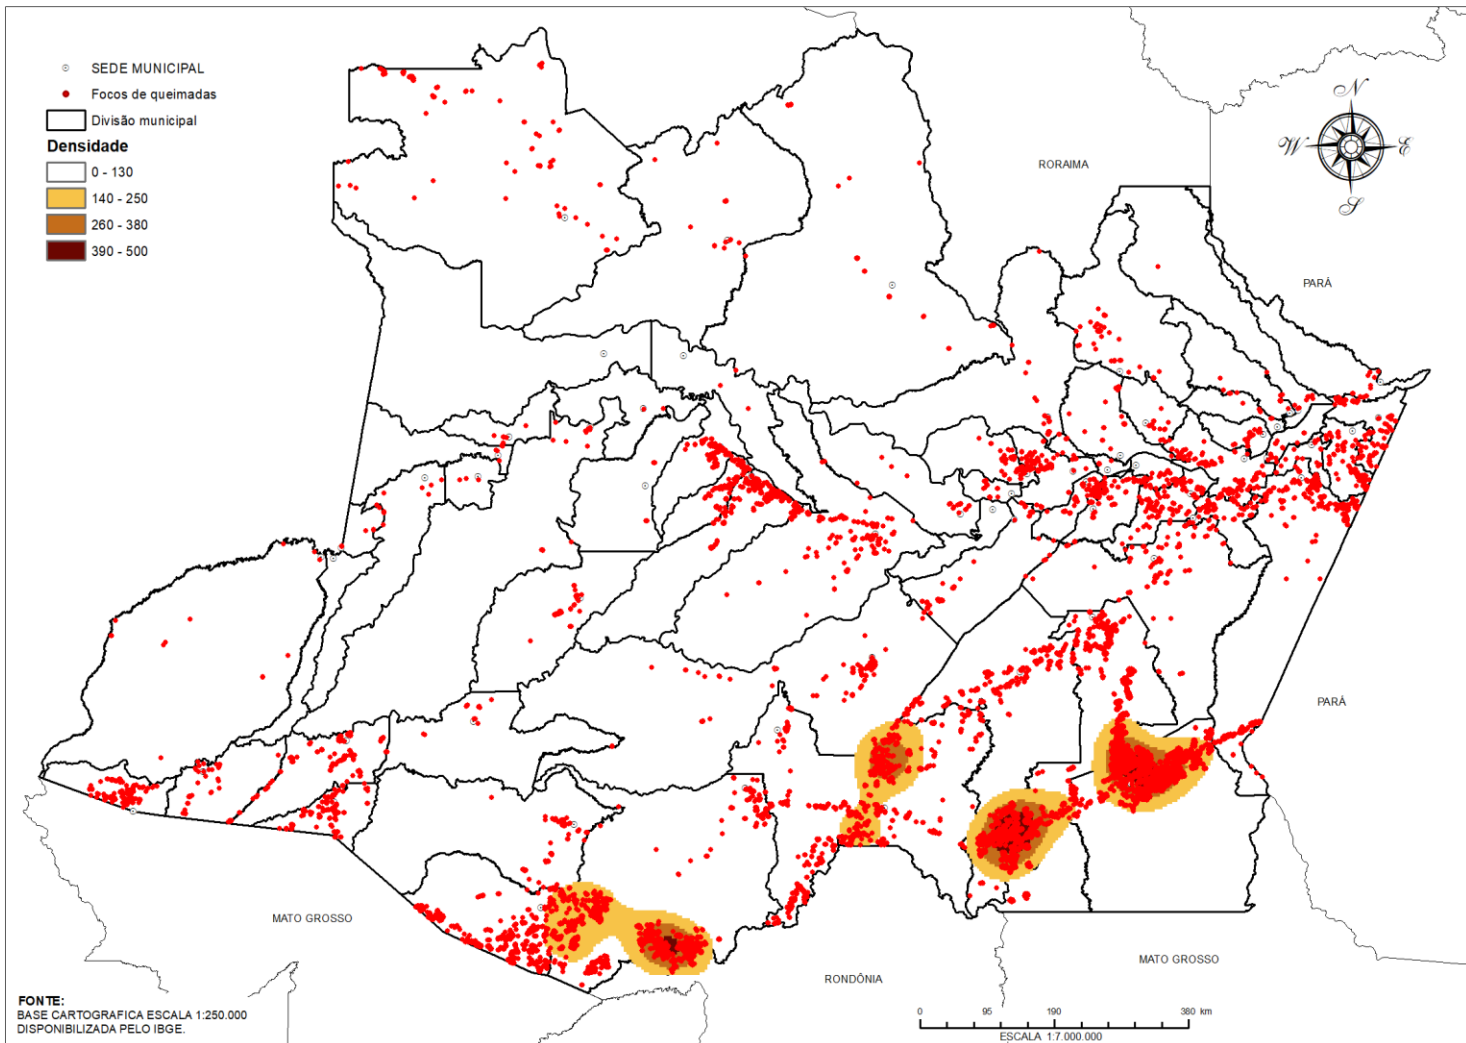 SEDE MUNICIPAL
Focos de queimadas
Divisão municipal
Densidade
0 - 130
140 - 250
260 - 380
390 - 500
N
W
E
S
RORAIMA
PARÁ
PARÁ
MATO GROSSO
RONDÔNIA
MATO GROSSO
FONTE:
BASE CARTOGRAFICA ESCALA 1:250.000
DISPONIBILIZADA PELO IBGE.
0 95 190 380 km
ESCALA 1:7.000.000